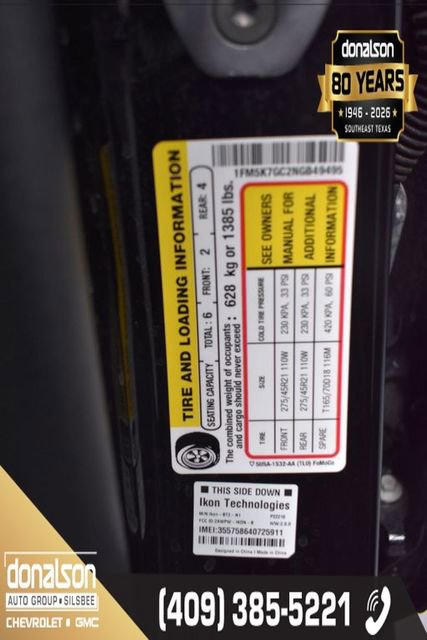 donalson
80 YEARS
1946 - 2026
SOUTHEAST TEXAS
1FM5K7GC2NGB49495
TIRE AND LOADING INFORMATION
SEATING CAPACITY TOTAL : 6 FRONT: 2 REAR: 4
The combined weight of occupants : 628 kg or 1385 lbs.
and cargo should never exceed
TIRE SIZE COLD TIRE PRESSURE SEE OWNERS
FRONT 275/45R21 110W 230 KPA, 33 PSI MANUAL FOR
REAR 275/45R21 110W 230 KPA, 33 PSI ADDITIONAL
SPARE T165/70D18 116M 420 KPA, 60 PSI INFORMATION
FoMoCo
THIS SIDE DOWN
Ikon Technologies
IMEI:355758640725911
Designed in China | Made in China
donalson
AUTO GROUP • SILSBEE
CHEVROLET GMC
(409) 385-5221